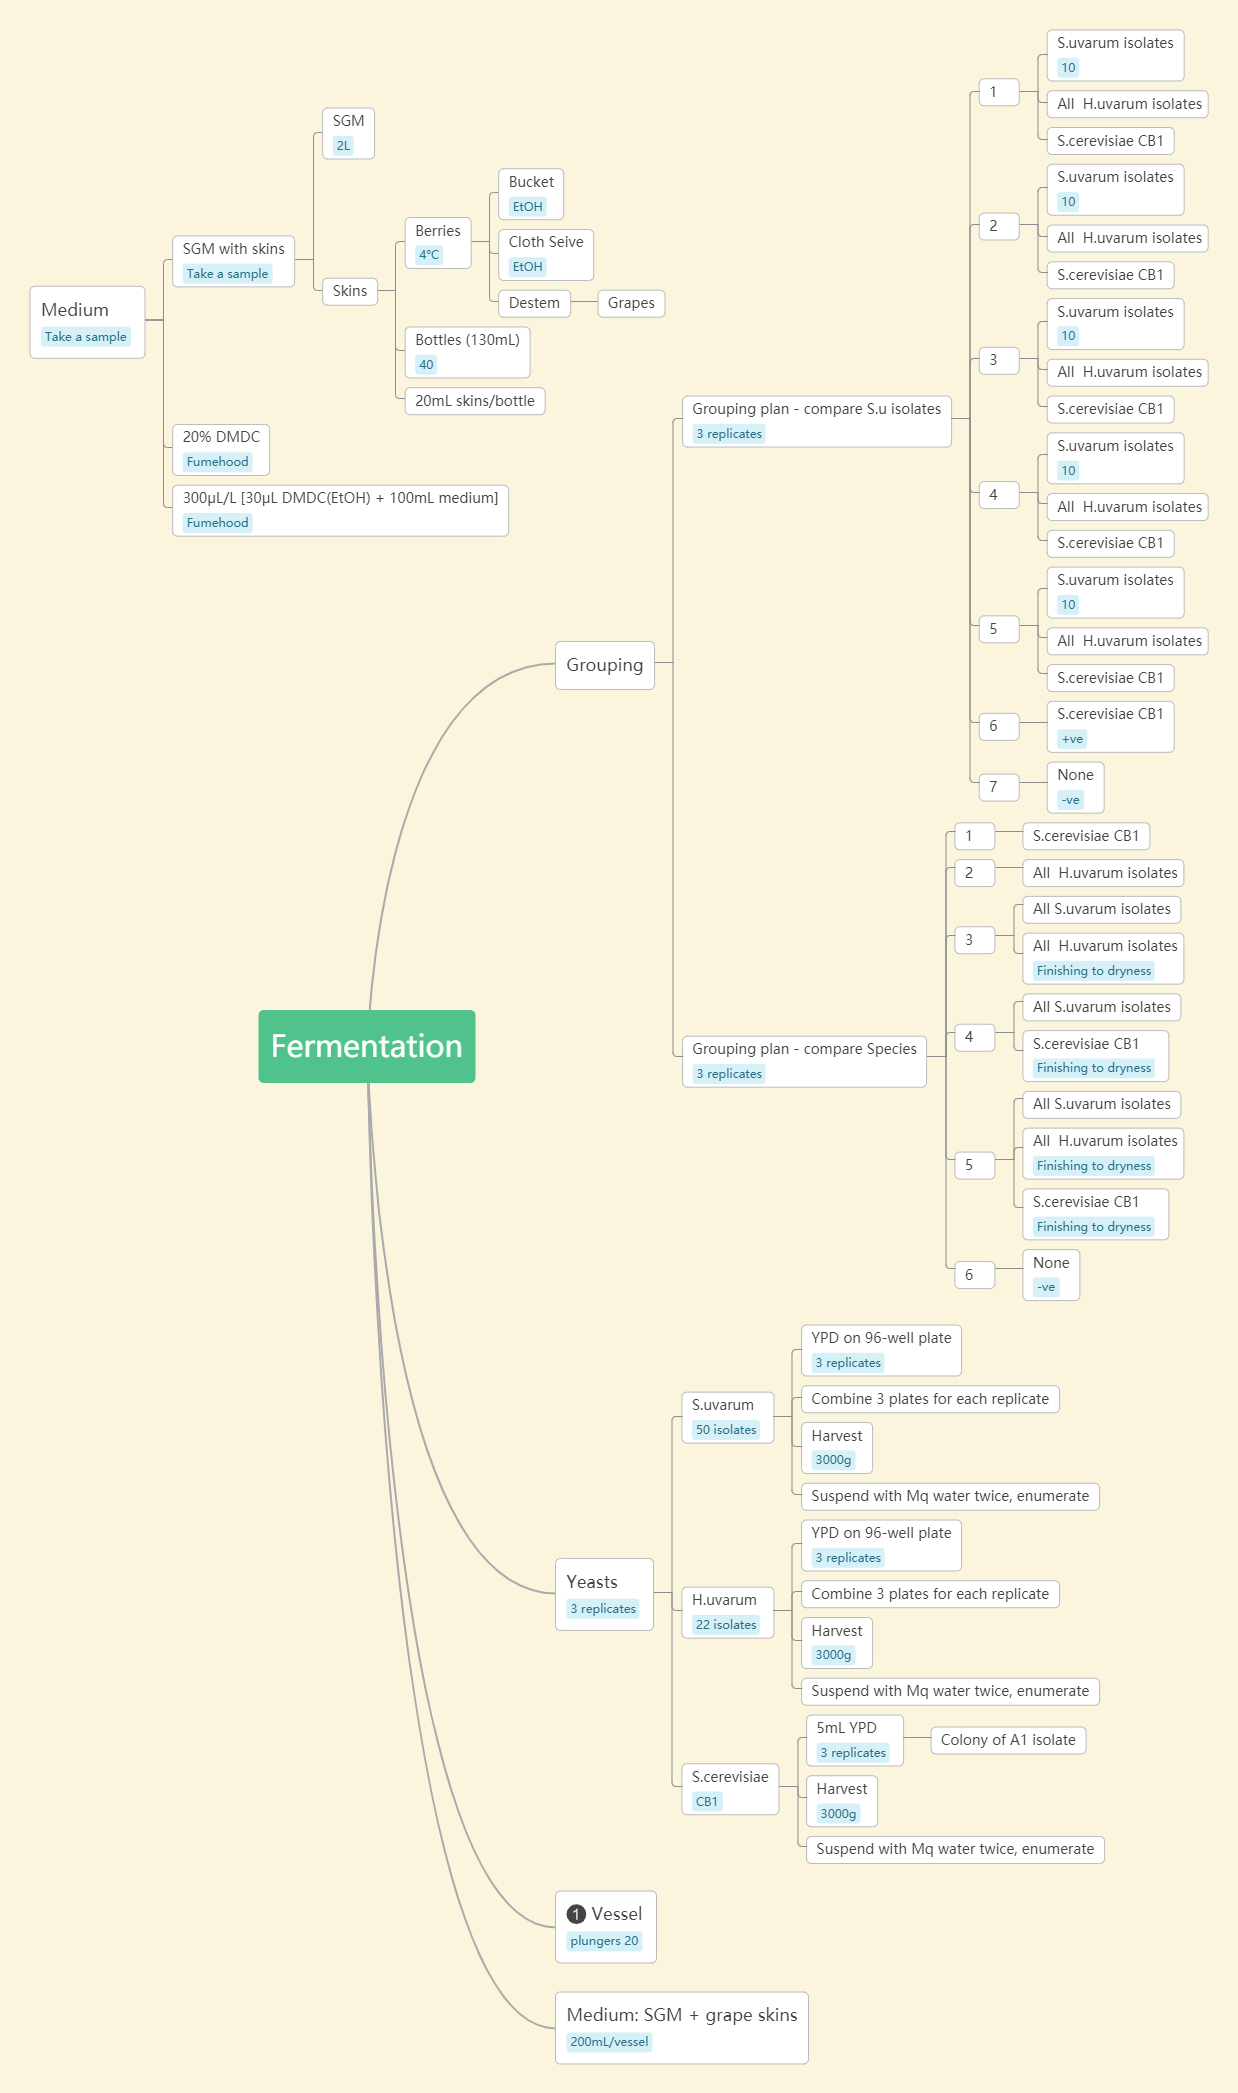 Medium
Take a sample
SGM with skins
Take a sample
SGM
2L
Skins
Berries
4°C
Bucket
EtOH
Cloth Seive
EtOH
Destem
Grapes
Bottles (130mL)
40
20mL skins/bottle
20% DMDC
Fumehood
300μL/L [30μL DMDC(EtOH) + 100mL medium]
Fumehood
Fermentation
Grouping
Grouping plan - compare S.u isolates
3 replicates
1
S.uvarum isolates
10
All  H.uvarum isolates
S.cerevisiae CB1
2
S.uvarum isolates
10
All  H.uvarum isolates
S.cerevisiae CB1
3
S.uvarum isolates
10
All  H.uvarum isolates
S.cerevisiae CB1
4
S.uvarum isolates
10
All  H.uvarum isolates
S.cerevisiae CB1
5
S.uvarum isolates
10
All  H.uvarum isolates
S.cerevisiae CB1
6
S.cerevisiae CB1
+ve
7
None
-ve
Grouping plan - compare Species
3 replicates
1
S.cerevisiae CB1
2
All  H.uvarum isolates
3
All S.uvarum isolates
All  H.uvarum isolates
Finishing to dryness
4
All S.uvarum isolates
S.cerevisiae CB1
Finishing to dryness
5
All S.uvarum isolates
All  H.uvarum isolates
Finishing to dryness
S.cerevisiae CB1
Finishing to dryness
6
None
-ve
Yeasts
3 replicates
S.uvarum
50 isolates
YPD on 96-well plate
3 replicates
Combine 3 plates for each replicate
Harvest
3000g
Suspend with Mq water twice, enumerate
H.uvarum
22 isolates
YPD on 96-well plate
3 replicates
Combine 3 plates for each replicate
Harvest
3000g
Suspend with Mq water twice, enumerate
S.cerevisiae
CB1
5mL YPD
3 replicates
Colony of A1 isolate
Harvest
3000g
Suspend with Mq water twice, enumerate
1 Vessel
plungers 20
Medium: SGM + grape skins
200mL/vessel